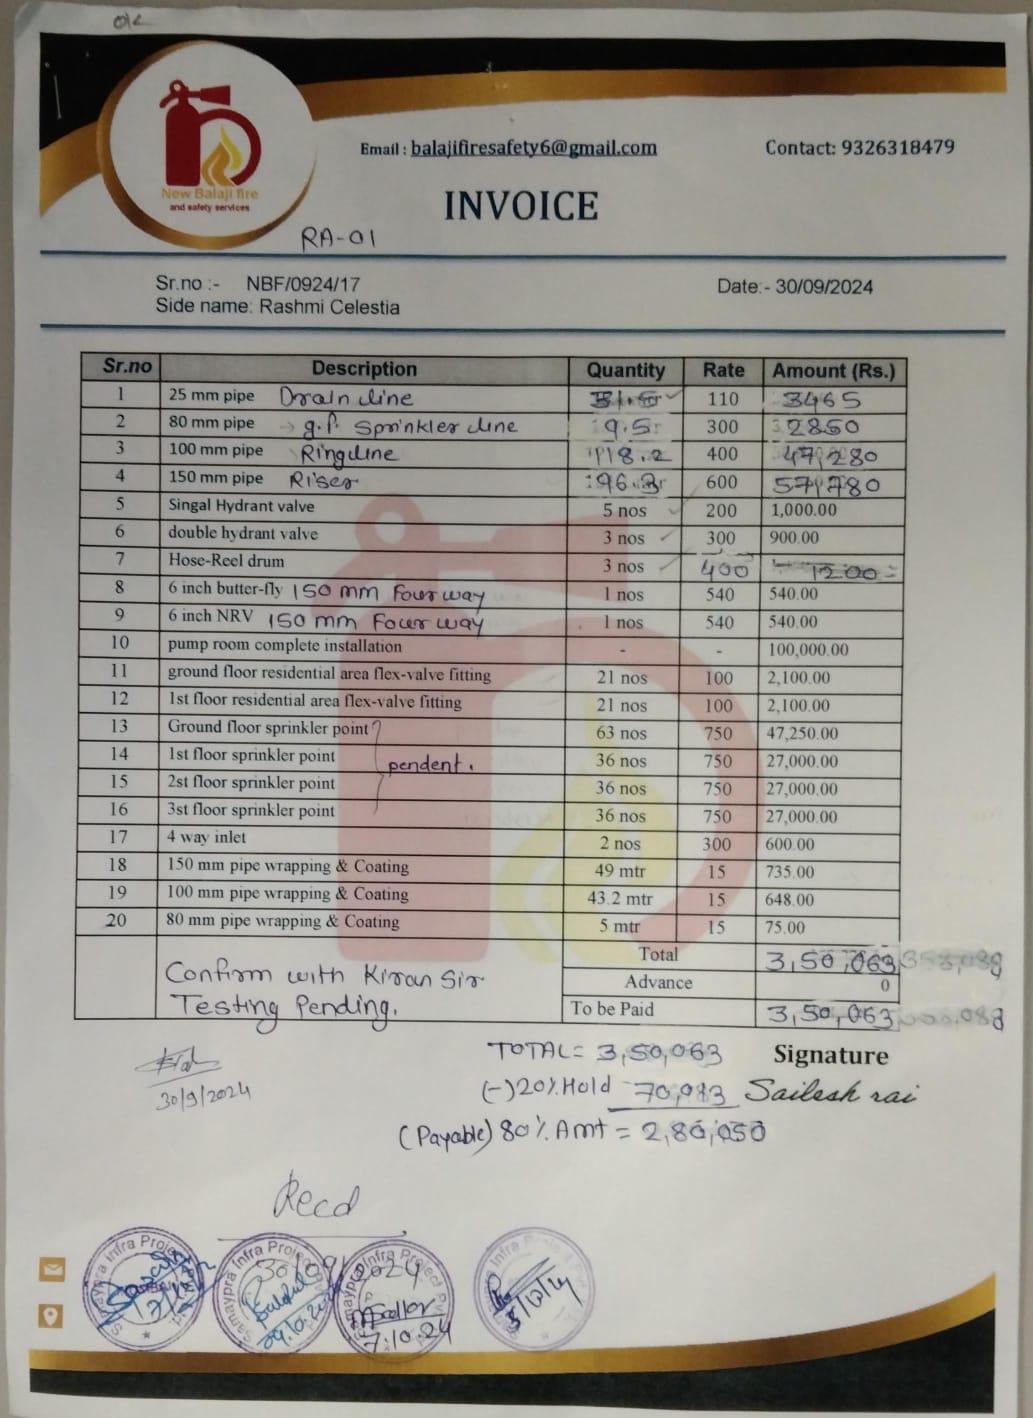 O/C
New Balaji fire
and safety services
Email : balajifiresafety6@gmail.com Contact: 9326318479
INVOICE
RA-01
Sr.no :- NBF/0924/17 Date:- 30/09/2024
Side name: Rashmi Celestia
Sr.no Description Quantity Rate Amount (Rs.)
1 25 mm pipe Drain line 31.5 110 3465
2 80 mm pipe → g.f. Sprinkler line 9.5 300 2850
3 100 mm pipe Ringline 118.2 400 47,280
4 150 mm pipe Riser 96.3 600 57,780
5 Singal Hydrant valve 5 nos 200 1,000.00
6 double hydrant valve 3 nos 300 900.00
7 Hose-Reel drum 3 nos 400 1200=
8 6 inch butter-fly 150 mm Four way 1 nos 540 540.00
9 6 inch NRV 150 mm Four way 1 nos 540 540.00
10 pump room complete installation - - 100,000.00
11 ground floor residential area flex-valve fitting 21 nos 100 2,100.00
12 1st floor residential area flex-valve fitting 21 nos 100 2,100.00
13 Ground floor sprinkler point 63 nos 750 47,250.00
14 1st floor sprinkler point pendent. 36 nos 750 27,000.00
15 2st floor sprinkler point 36 nos 750 27,000.00
16 3st floor sprinkler point 36 nos 750 27,000.00
17 4 way inlet 2 nos 300 600.00
18 150 mm pipe wrapping & Coating 49 mtr 15 735.00
19 100 mm pipe wrapping & Coating 43.2 mtr 15 648.00
20 80 mm pipe wrapping & Coating 5 mtr 15 75.00
Total 3,50,063
Confirm with Kiran Sir Advance 0
Testing Pending. To be Paid 3,50,063
TOTAL = 3,50,063 Signature
30/9/2024 (-) 20% Hold 70,013 Sailesh rai
(Payable) 80% Amt = 2,80,050
Recd
30/09/2024
Samaypra Infra Project
Samaypra Infra Project
Samaypra Infra Project Pvt.
Infra Project
09.10.2024
7.10.24